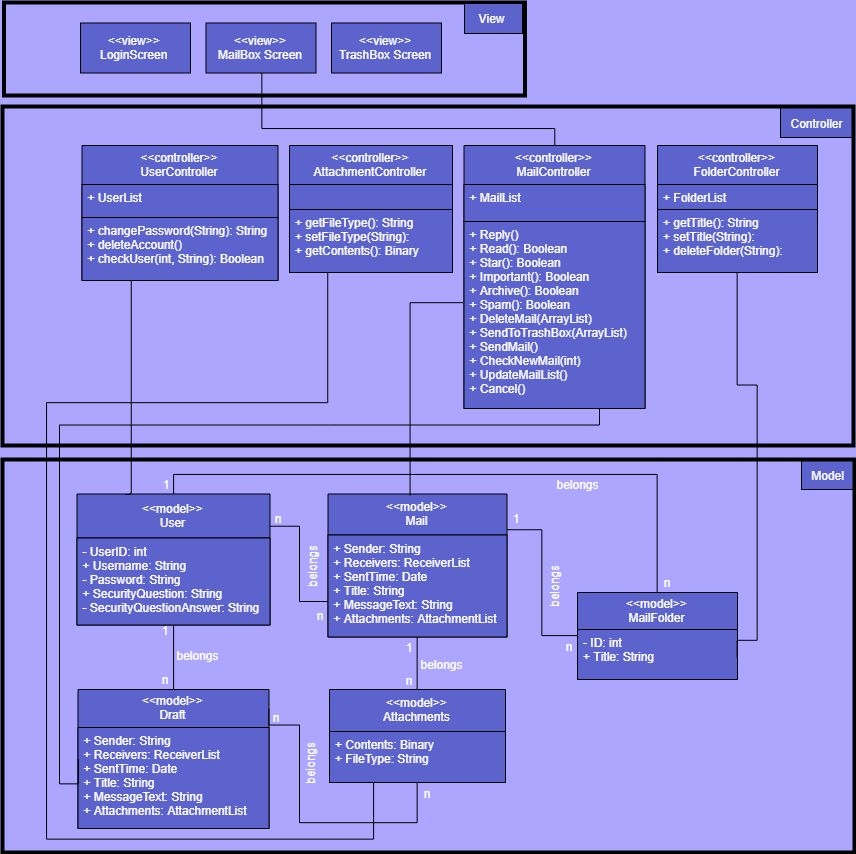 View
<<view>>
LoginScreen
<<view>>
MailBox Screen
<<view>>
TrashBox Screen
Controller
<<controller>>
UserController
+ UserList
+ changePassword(String): String
+ deleteAccount()
+ checkUser(int, String): Boolean
<<controller>>
AttachmentController
+ getFileType(): String
+ setFileType(String):
+ getContents(): Binary
<<controller>>
MailController
+ MailList
+ Reply()
+ Read(): Boolean
+ Star(): Boolean
+ Important(): Boolean
+ Archive(): Boolean
+ Spam(): Boolean
+ DeleteMail(ArrayList)
+ SendToTrashBox(ArrayList)
+ SendMail()
+ CheckNewMail(int)
+ UpdateMailList()
+ Cancel()
<<controller>>
FolderController
+ FolderList
+ getTitle(): String
+ setTitle(String):
+ deleteFolder(String):
Model
1
belongs
<<model>>
User
- UserID: int
+ Username: String
- Password: String
+ SecurityQuestion: String
- SecurityQuestionAnswer: String
n
belongs
n
<<model>>
Mail
+ Sender: String
+ Receivers: ReceiverList
+ SentTime: Date
+ Title: String
+ MessageText: String
+ Attachments: AttachmentList
1
belongs
n
n
<<model>>
MailFolder
- ID: int
+ Title: String
1
belongs
n
1
belongs
n
<<model>>
Draft
+ Sender: String
+ Receivers: ReceiverList
+ SentTime: Date
+ Title: String
+ MessageText: String
+ Attachments: AttachmentList
n
belongs
n
<<model>>
Attachments
+ Contents: Binary
+ FileType: String